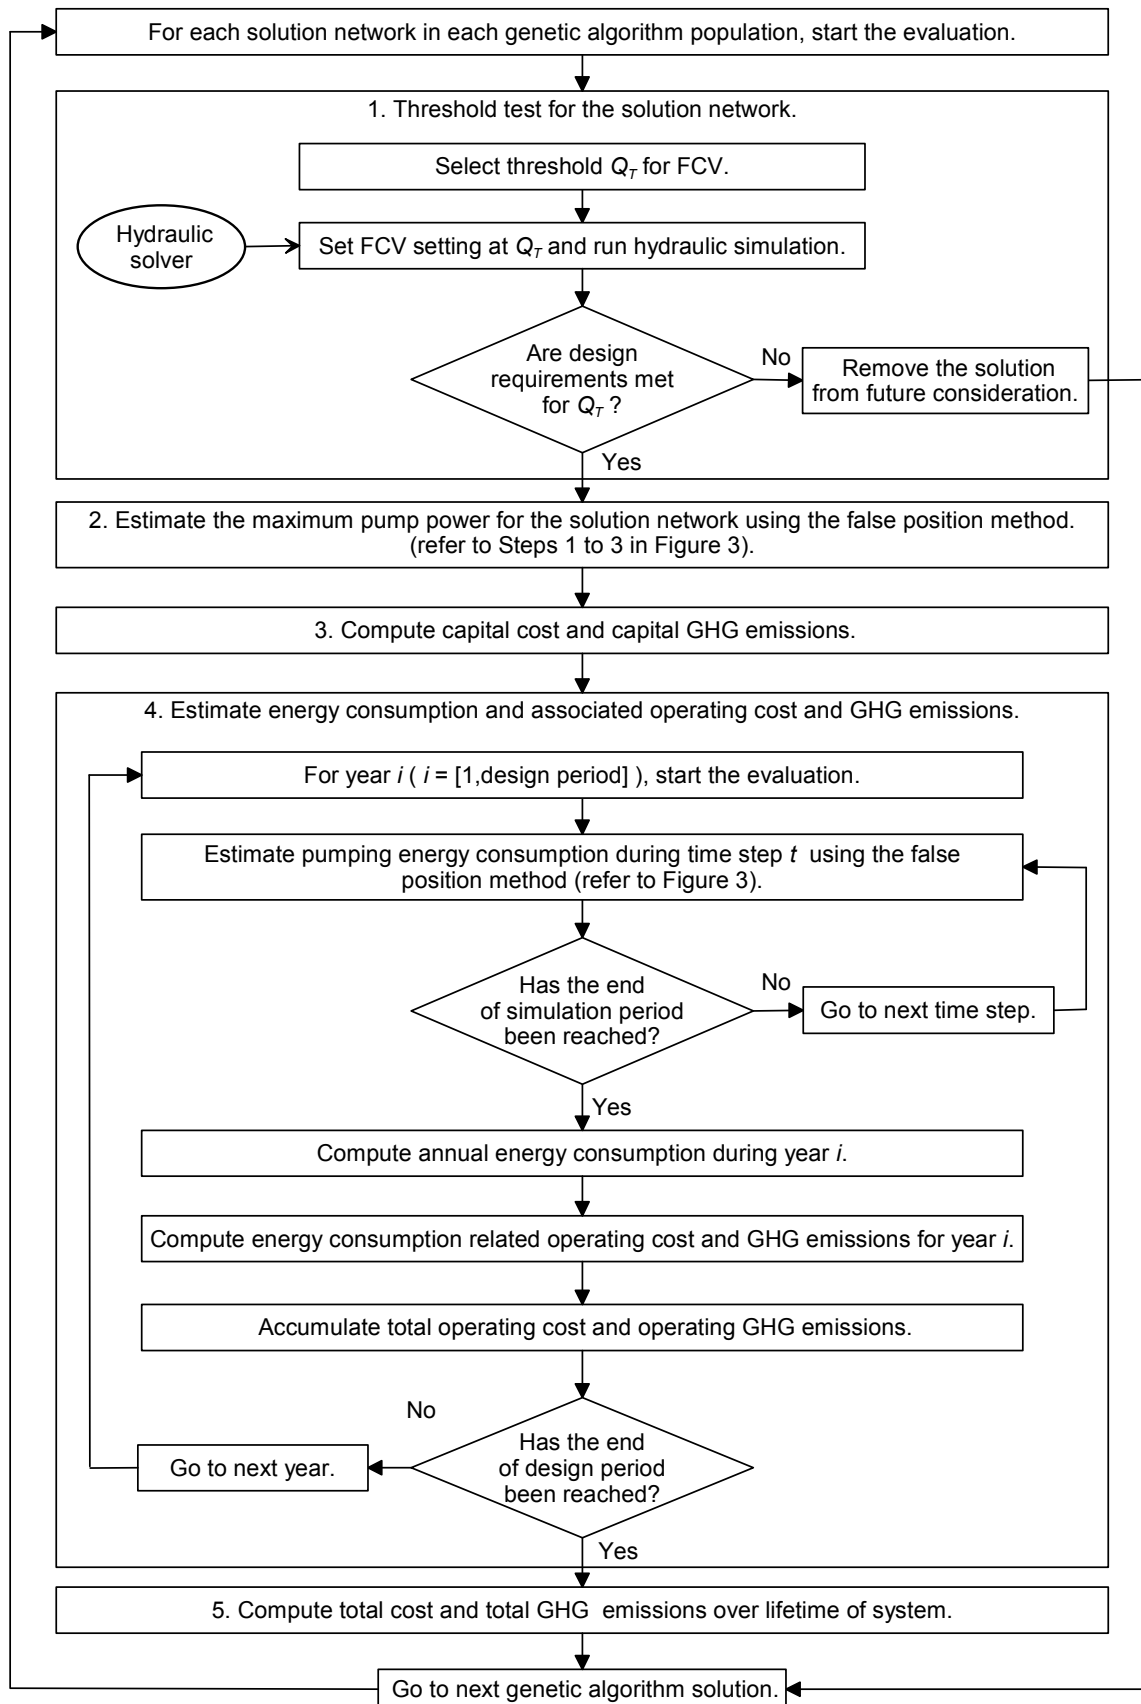 For each solution network in each genetic algorithm population, start the evaluation.
1. Threshold test for the solution network.
Select threshold Q_T for FCV.
Hydraulic
solver
Set FCV setting at Q_T and run hydraulic simulation.
Are design
requirements met
for Q_T ?
No
Remove the solution
from future consideration.
Yes
2. Estimate the maximum pump power for the solution network using the false position method.
(refer to Steps 1 to 3 in Figure 3).
3. Compute capital cost and capital GHG emissions.
4. Estimate energy consumption and associated operating cost and GHG emissions.
For year i ( i = [1,design period] ), start the evaluation.
Estimate pumping energy consumption during time step t using the false
position method (refer to Figure 3).
Has the end
of simulation period
been reached?
No
Go to next time step.
Yes
Compute annual energy consumption during year i.
Compute energy consumption related operating cost and GHG emissions for year i.
Accumulate total operating cost and operating GHG emissions.
No
Has the end
of design period
been reached?
Go to next year.
Yes
5. Compute total cost and total GHG emissions over lifetime of system.
Go to next genetic algorithm solution.